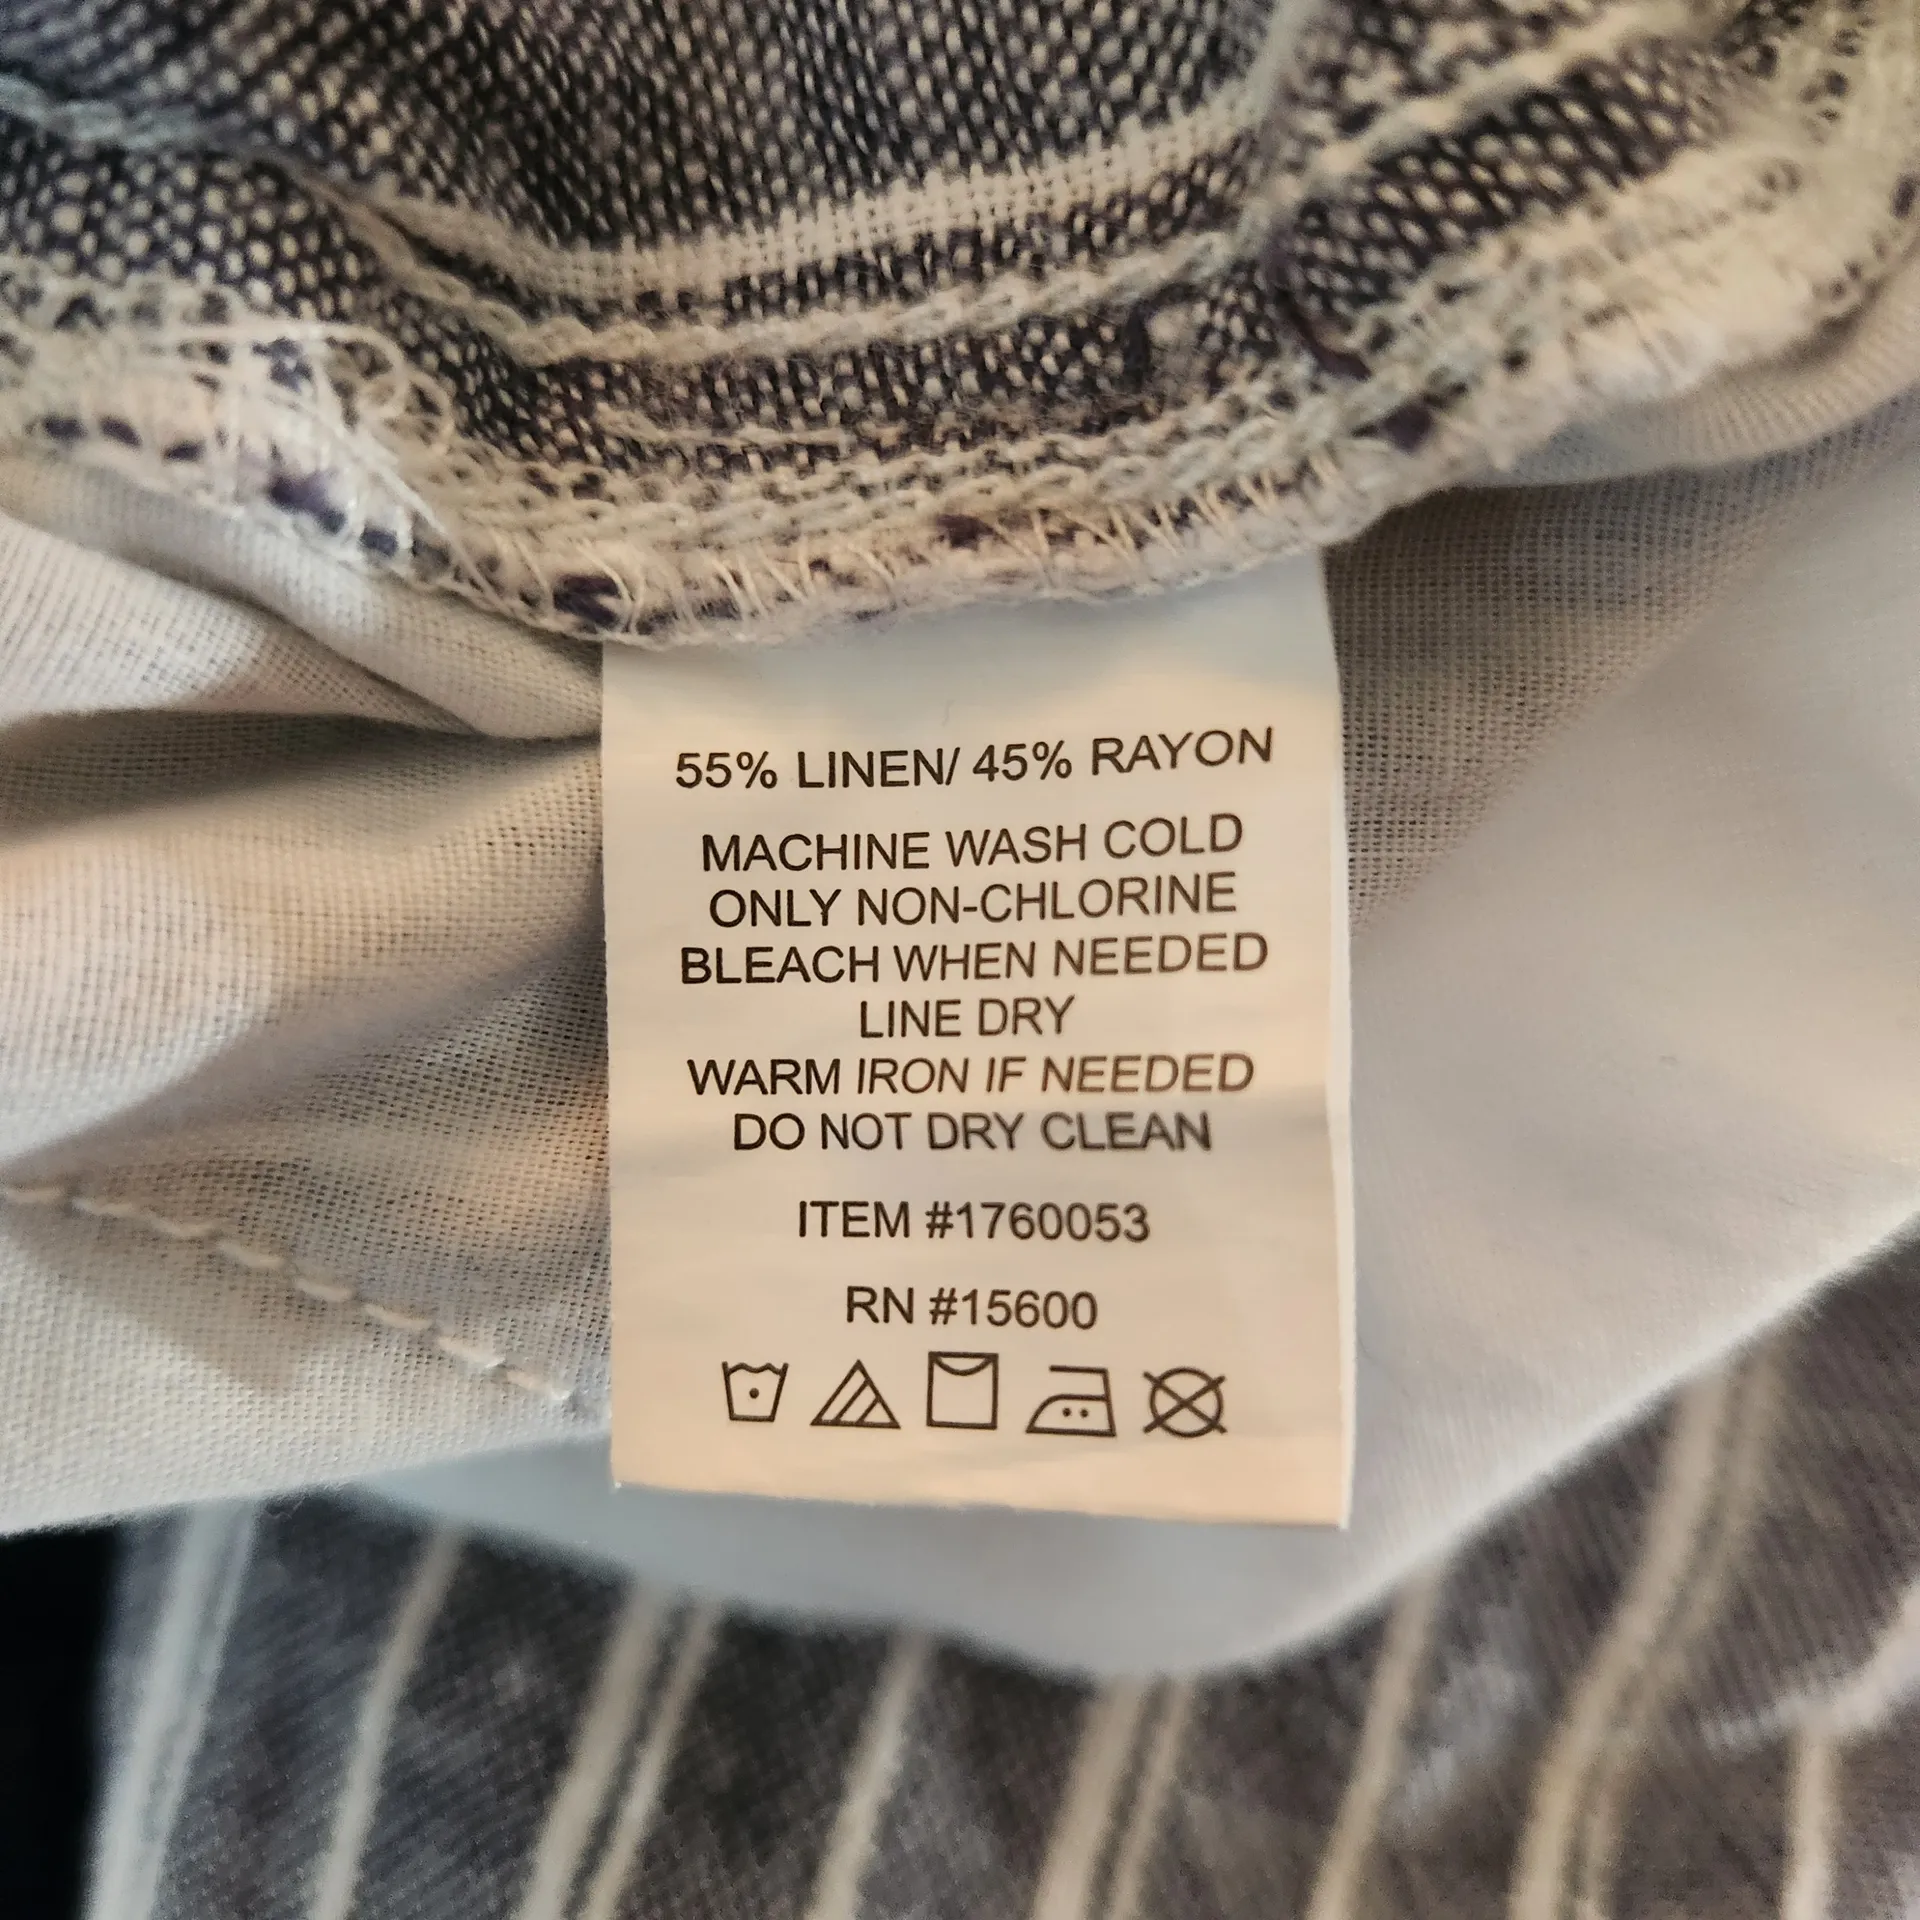 55% LINEN/ 45% RAYON
MACHINE WASH COLD
ONLY NON-CHLORINE
BLEACH WHEN NEEDED
LINE DRY
WARM IRON IF NEEDED
DO NOT DRY CLEAN
ITEM #1760053
RN #15600